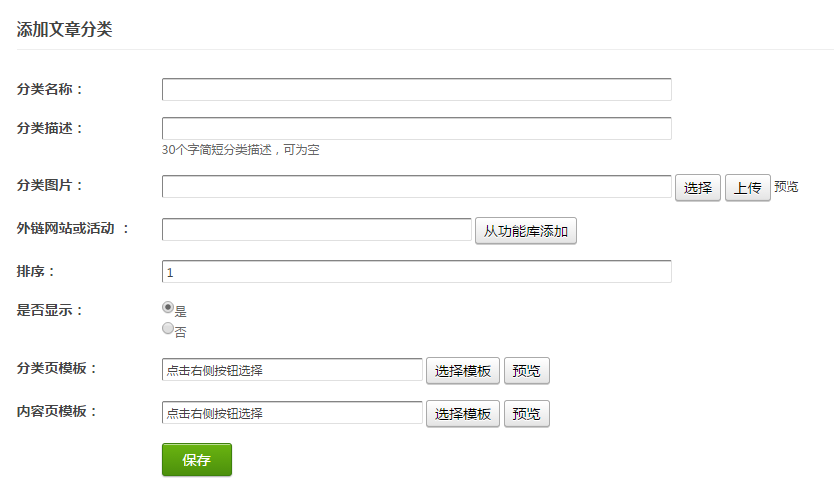 添加文章分类
分类名称：
分类描述：
30个字简短分类描述，可为空
分类图片： 选择 上传 预览
外链网站或活动 ： 从功能库添加
排序： 1
是否显示： 是
否
分类页模板： 点击右侧按钮选择 选择模板 预览
内容页模板： 点击右侧按钮选择 选择模板 预览
保存